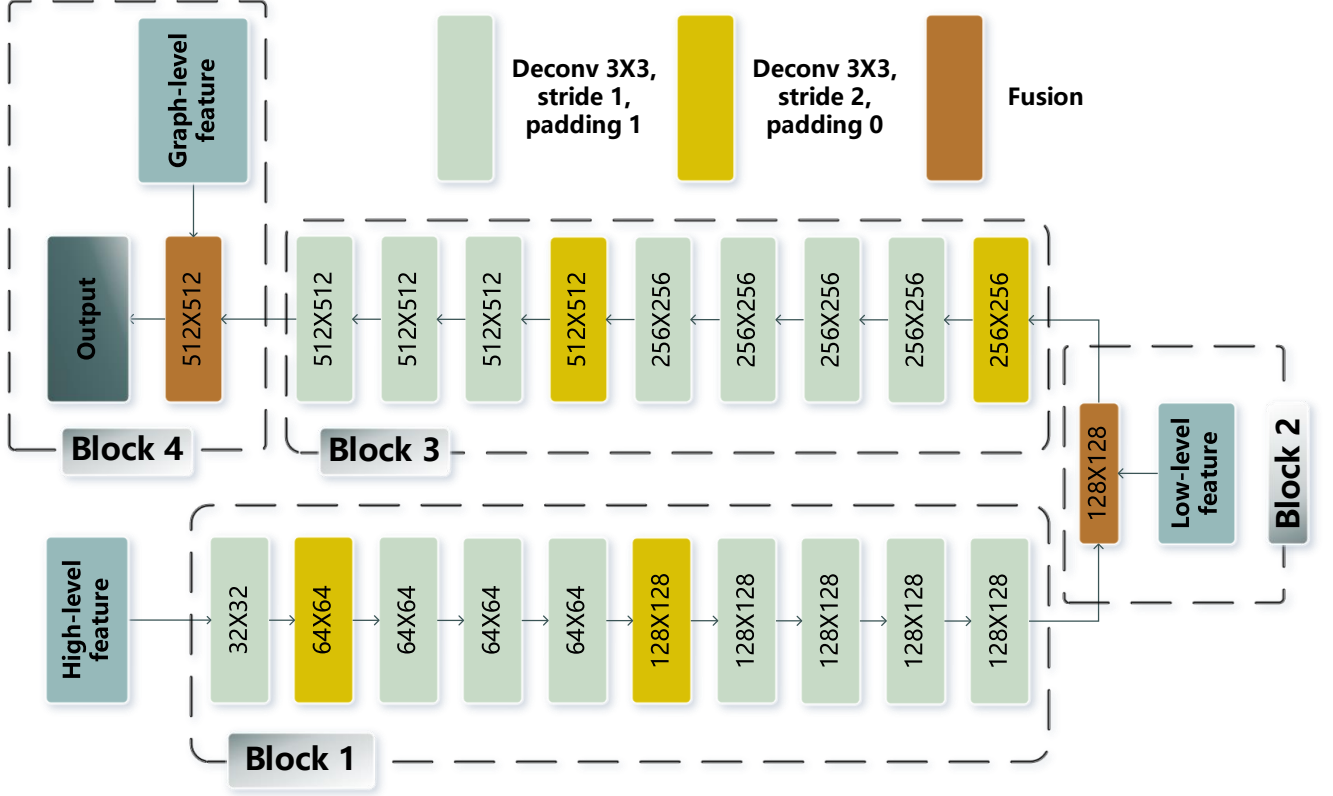 Graph-level
feature
Deconv 3X3,
stride 1,
padding 1
Deconv 3X3,
stride 2,
padding 0
Fusion
Output
512X512
512X512
512X512
512X512
512X512
256X256
256X256
256X256
256X256
256X256
Block 4
Block 3
128X128
Low-level
feature
Block 2
High-level
feature
32X32
64X64
64X64
64X64
64X64
128X128
128X128
128X128
128X128
128X128
Block 1